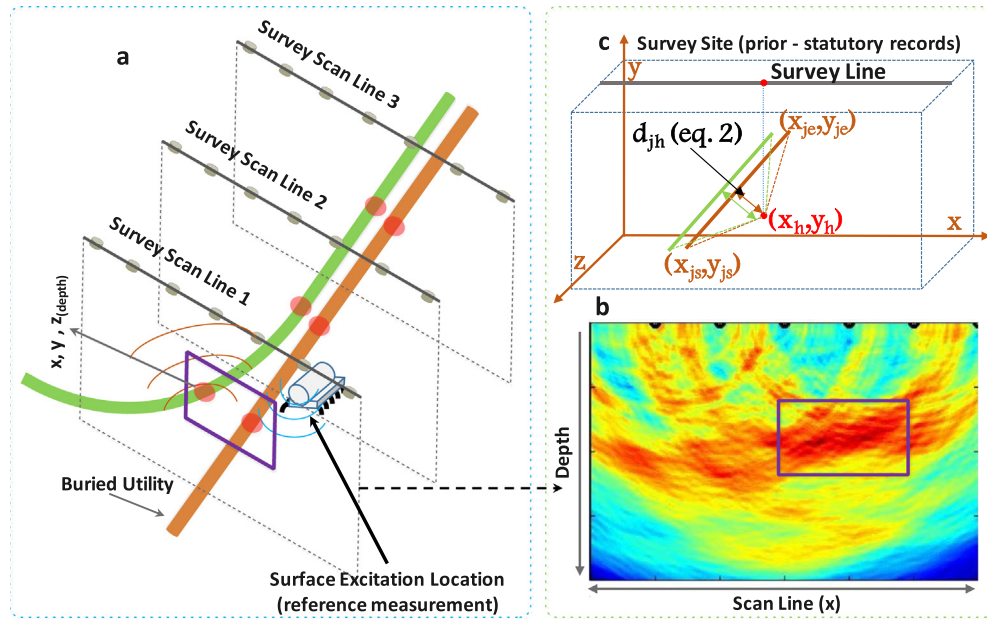 a
Survey Scan Line 3
Survey Scan Line 2
Survey Scan Line 1
x, y , z(depth)
Buried Utility
Surface Excitation Location
(reference measurement)
c
Survey Site (prior - statutory records)
y
Survey Line
(xje,yje)
djh (eq. 2)
(xh,yh)
x
z
(xjs,yjs)
b
Depth
Scan Line (x)